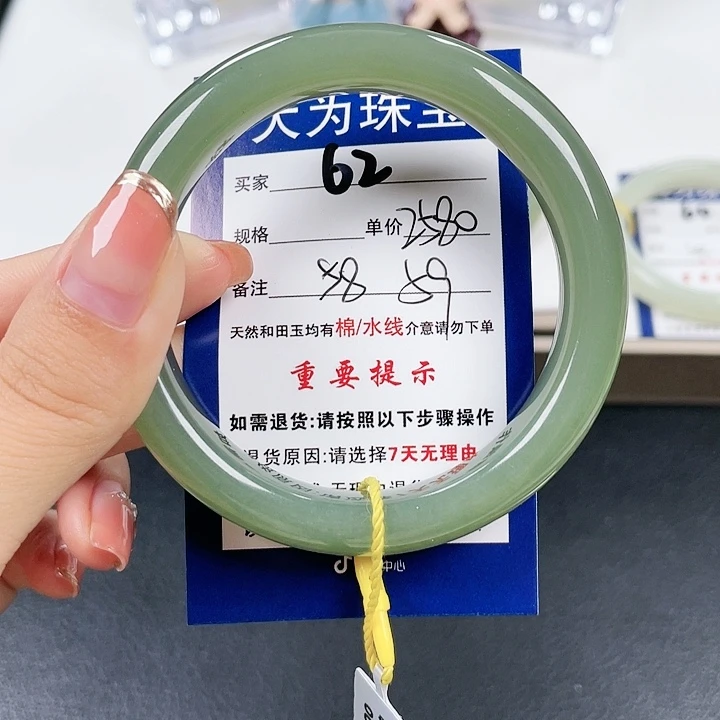 天为珠宝
买家 62
规格 单价 2580
备注 58 59
天然和田玉均有棉/水线介意请勿下单
重要提示
如需退货:请按照以下步骤操作
退货原因:请选择7天无理由
中心